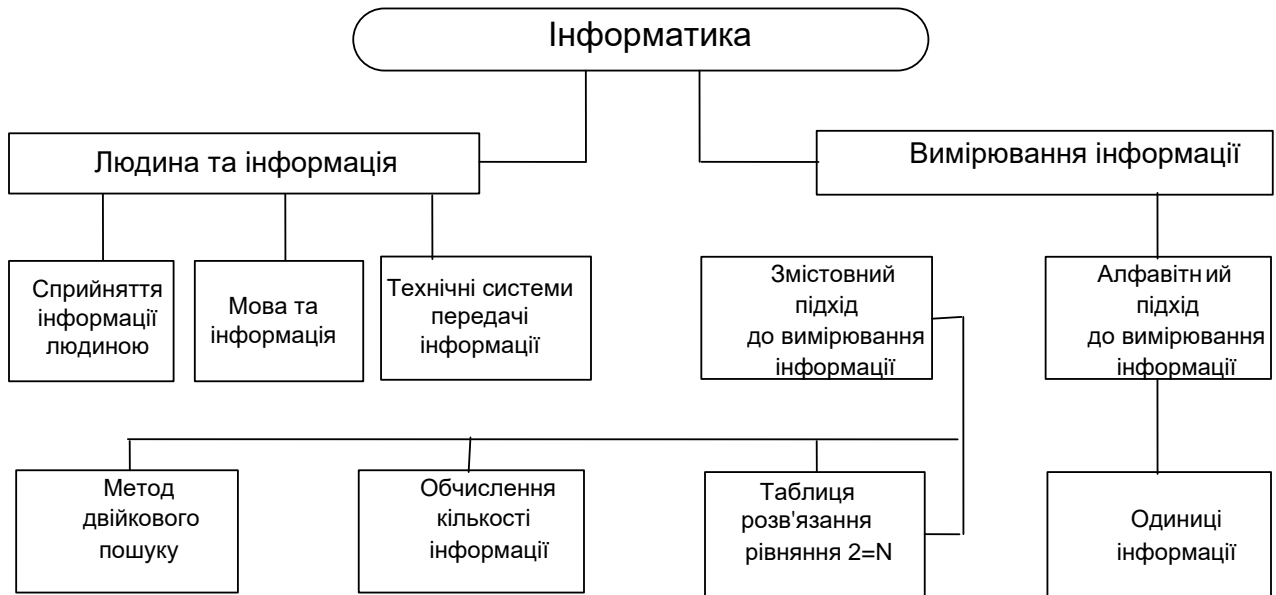 Інформатика
Людина та інформація
Вимірювання інформації
Сприйняття
інформації
людиною
Мова та
інформація
Технічні системи
передачі
інформації
Змістовний
підхід
до вимірювання
інформації
Алфавітн ий
підхід
до вимірювання
інформації
Метод
двійкового
пошуку
Обчислення
кількості
інформації
Таблиця
розв'язання
рівняння 2=N
Одиниці
інформації